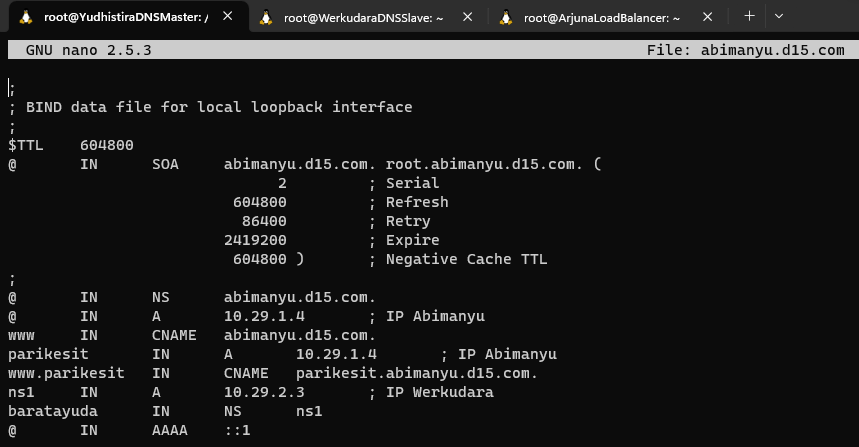 root@YudhistiraDNSMaster: /
root@WerkudaraDNSSlave: ~
root@ArjunaLoadBalancer: ~
GNU nano 2.5.3 File: abimanyu.d15.com
;
; BIND data file for local loopback interface
;
$TTL 604800
@ IN SOA abimanyu.d15.com. root.abimanyu.d15.com. (
2 ; Serial
604800 ; Refresh
86400 ; Retry
2419200 ; Expire
604800 ) ; Negative Cache TTL
;
@ IN NS abimanyu.d15.com.
@ IN A 10.29.1.4 ; IP Abimanyu
www IN CNAME abimanyu.d15.com.
parikesit IN A 10.29.1.4 ; IP Abimanyu
www.parikesit IN CNAME parikesit.abimanyu.d15.com.
ns1 IN A 10.29.2.3 ; IP Werkudara
baratayuda IN NS ns1
@ IN AAAA ::1